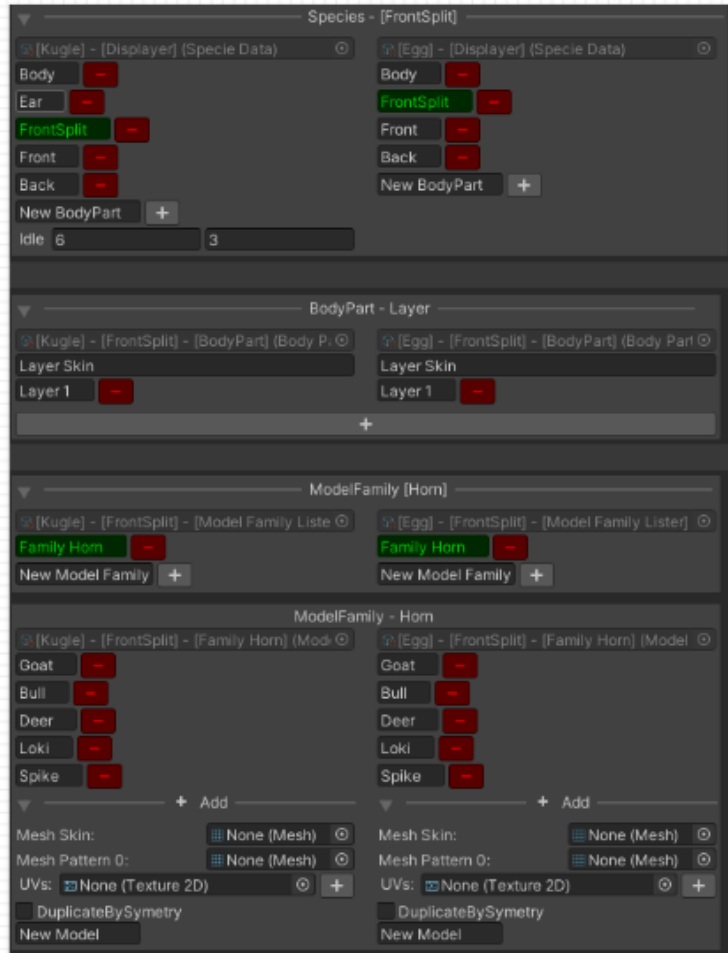 Species - [FrontSplit]
[Kugle] - [Displayer] (Specie Data) [Egg] - [Displayer] (Specie Data)
Body - Body -
Ear - FrontSplit -
FrontSplit - Front -
Front - Back -
Back - New BodyPart +
New BodyPart +
Idle 6 3
BodyPart - Layer
[Kugle] - [FrontSplit] - [BodyPart] (Body P. [Egg] - [FrontSplit] - [BodyPart] (Body Part
Layer Skin Layer Skin
Layer 1 - Layer 1 -
+
ModelFamily [Horn]
[Kugle] - [FrontSplit] - [Model Family Liste [Egg] - [FrontSplit] - [Model Family Lister]
Family Horn - Family Horn -
New Model Family + New Model Family +
ModelFamily - Horn
[Kugle] - [FrontSplit] - [Family Horn] (Mod [Egg] - [FrontSplit] - [Family Horn] (Model
Goat - Goat -
Bull - Bull -
Deer - Deer -
Loki - Loki -
Spike - Spike -
+ Add + Add
Mesh Skin: None (Mesh) Mesh Skin: None (Mesh)
Mesh Pattern 0: None (Mesh) Mesh Pattern 0: None (Mesh)
UVs: None (Texture 2D) + UVs: None (Texture 2D) +
DuplicateBySymetry DuplicateBySymetry
New Model New Model